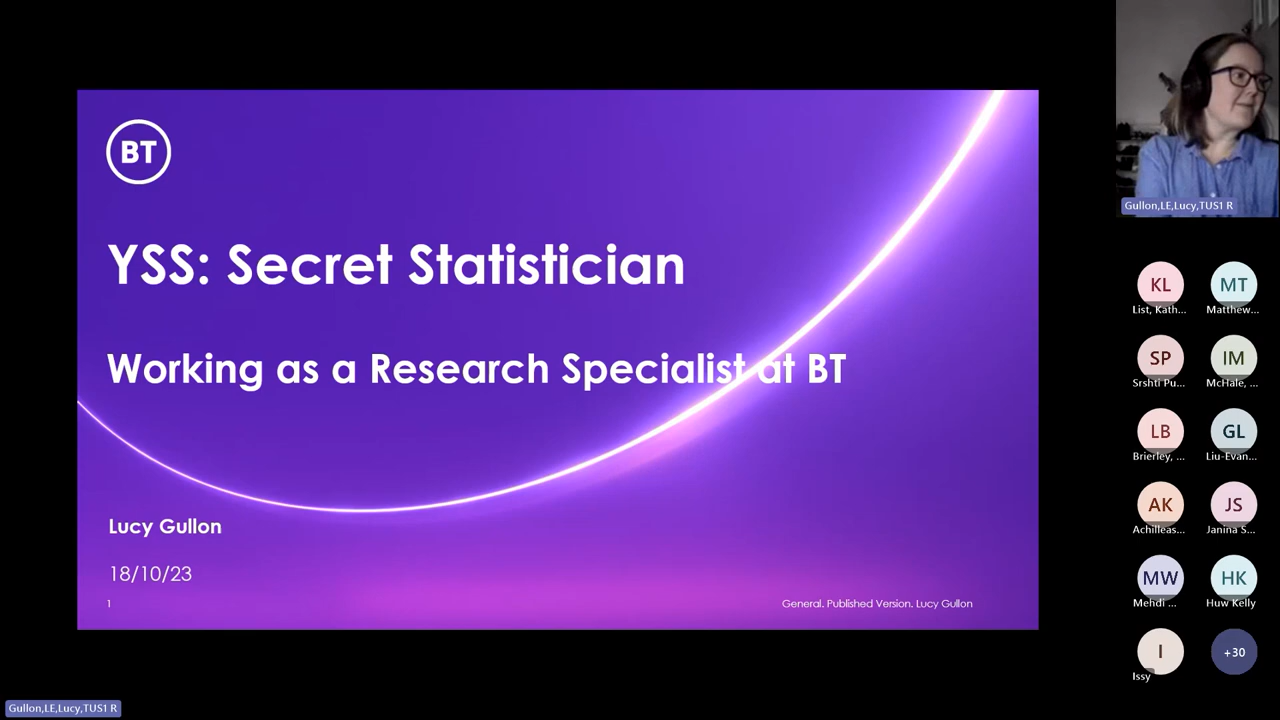 BT
YSS: Secret Statistician
Working as a Research Specialist at BT
Lucy Gullon
18/10/23
1
General. Published Version. Lucy Gullon
Gullon,LE,Lucy,TUS1 R
KL
List, Kath...
MT
Matthew...
SP
Srshti Pu...
IM
McHale, ...
LB
Brierley, ...
GL
Liu-Evan...
AK
Achilleas...
JS
Janina S...
MW
Mehdi ...
HK
Huw Kelly
I
Issy
+30
Gullon,LE,Lucy,TUS1 R